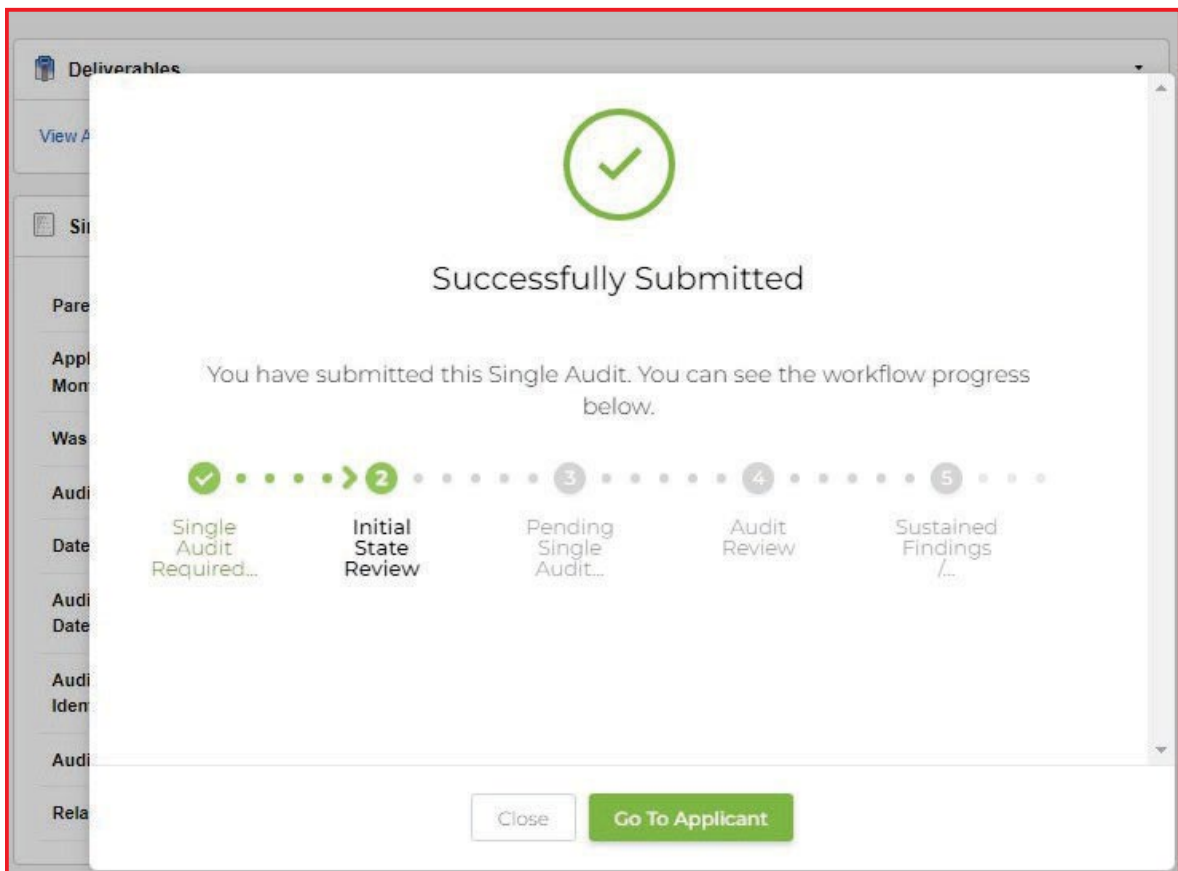 Deliverables
View A
Successfully Submitted
You have submitted this Single Audit. You can see the workflow progress
below.
2
3
4
5
Single
Audit
Required...
Initial
State
Review
Pending
Single
Audit...
Audit
Review
Sustained
Findings
/...
Sin
Pare
Appl
Mon
Was
Audi
Date
Audi
Date
Audi
Iden
Audi
Rela
Close
Go To Applicant